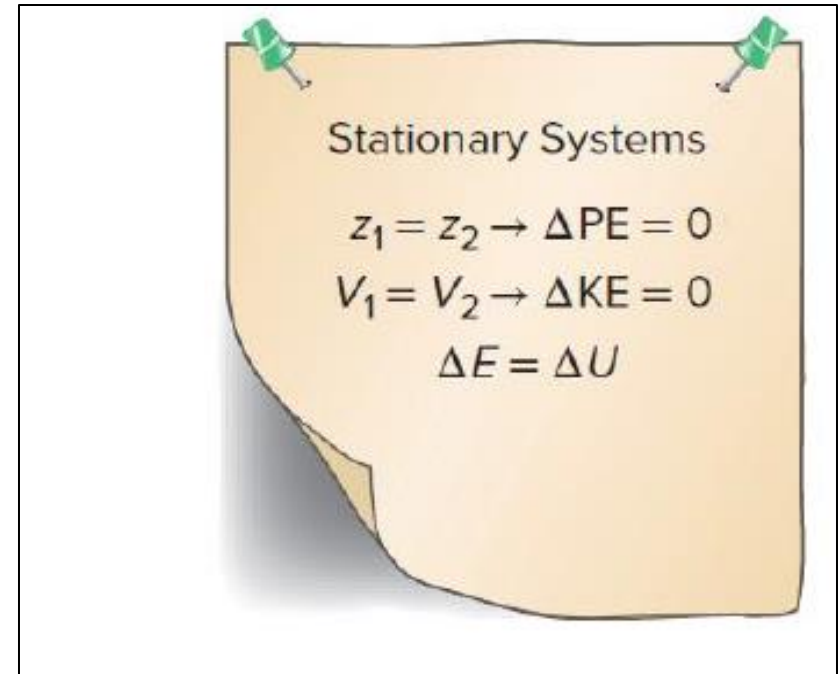 Stationary Systems
z₁ = z₂ → ΔPE = 0
V₁ = V₂ → ΔKE = 0
ΔE = ΔU